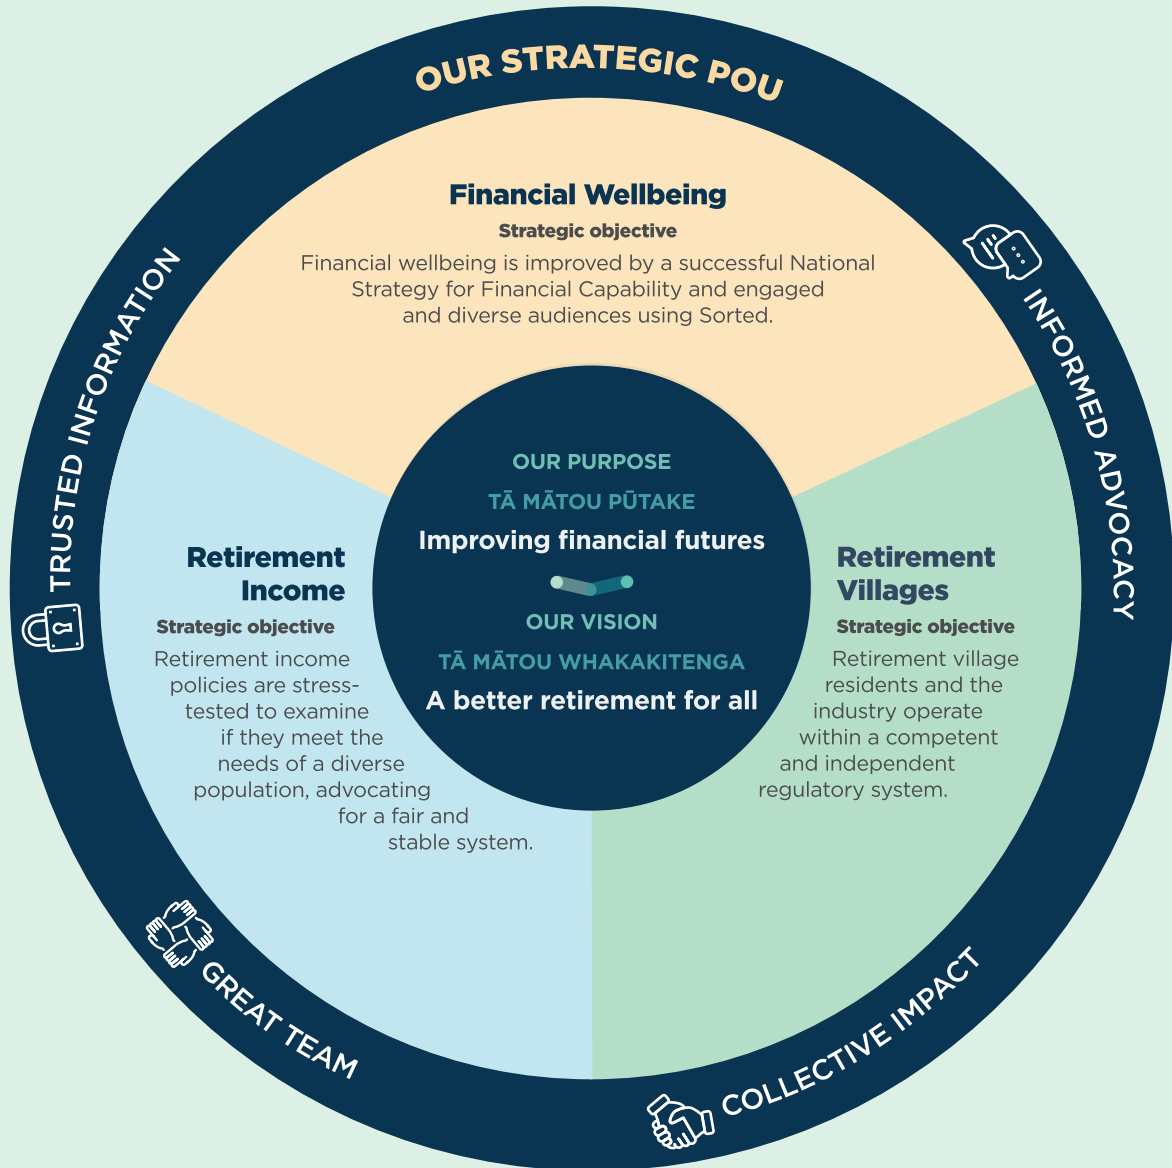 OUR STRATEGIC POU
Financial Wellbeing
Strategic objective
Financial wellbeing is improved by a successful National
Strategy for Financial Capability and engaged
and diverse audiences using Sorted.
TRUSTED INFORMATION
INFORMED ADVOCACY
OUR PURPOSE
TĀ MĀTOU PŪTAKE
Improving financial futures
OUR VISION
TĀ MĀTOU WHAKAKITENGA
A better retirement for all
Retirement
Income
Strategic objective
Retirement income
policies are stress-
tested to examine
if they meet the
needs of a diverse
population, advocating
for a fair and
stable system.
Retirement
Villages
Strategic objective
Retirement village
residents and the
industry operate
within a competent
and independent
regulatory system.
GREAT TEAM
COLLECTIVE IMPACT